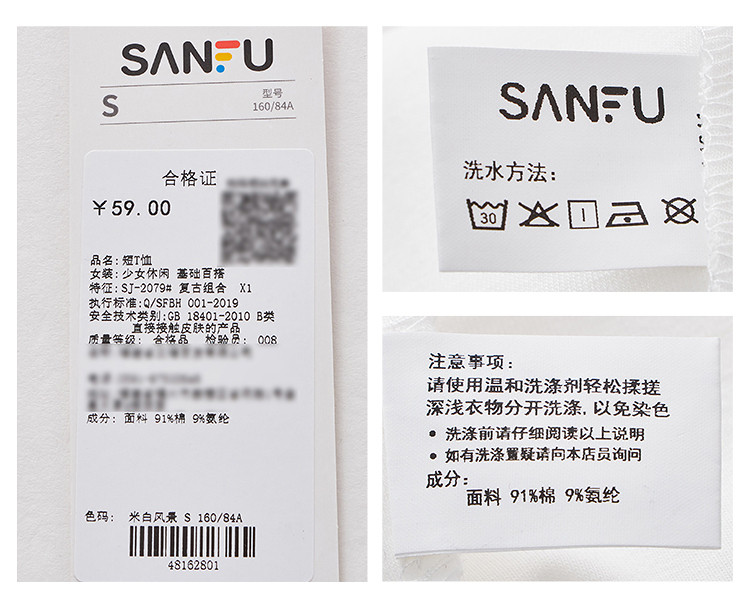 SANFU
S
型号
160/84A
合格证
￥59.00
品名: 短T恤
女装: 少女休闲 基础百搭
特征: SJ-2079# 复古组合 X1
执行标准: Q/SFBH 001-2019
安全技术类别: GB 18401-2010 B类
直接接触皮肤的产品
质量等级: 合格品 检验员: 008
成分: 面料 91%棉 9%氨纶
色码: 米白风景 S 160/84A
48162801
SANFU
洗水方法:
30
注意事项:
请使用温和洗涤剂轻松揉搓
深浅衣物分开洗涤, 以免染色
• 洗涤前请仔细阅读以上说明
• 如有洗涤置疑请向本店员询问
成分:
面料 91%棉 9%氨纶